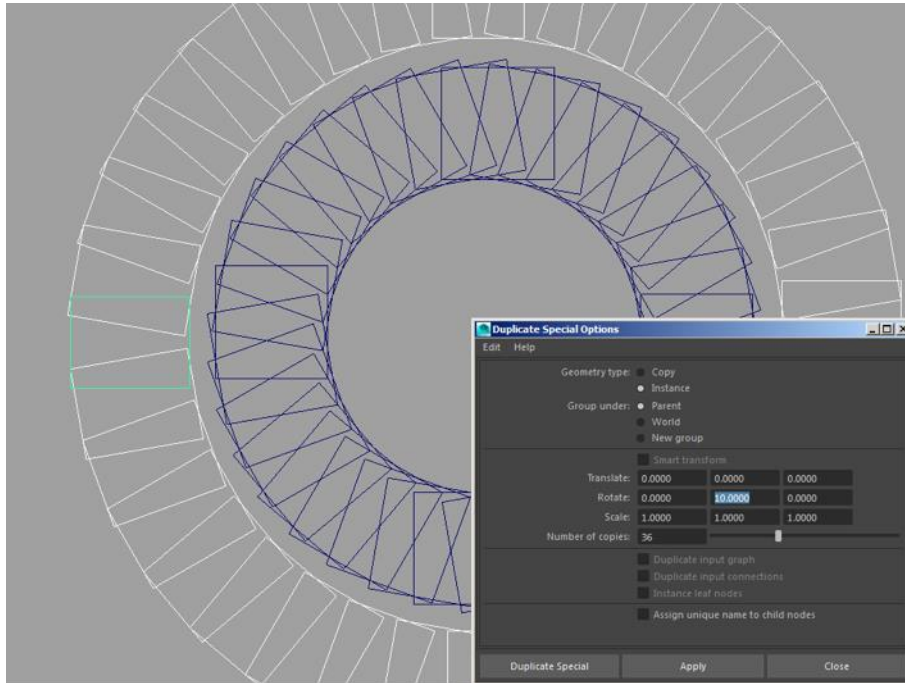 Duplicate Special Options
Edit Help
Geometry type: Copy
Instance
Group under: Parent
World
New group
Smart transform
Translate: 0.0000 0.0000 0.0000
Rotate: 0.0000 10.0000 0.0000
Scale: 1.0000 1.0000 1.0000
Number of copies: 36
Duplicate input graph
Duplicate input connections
Instance leaf nodes
Assign unique name to child nodes
Duplicate Special Apply Close